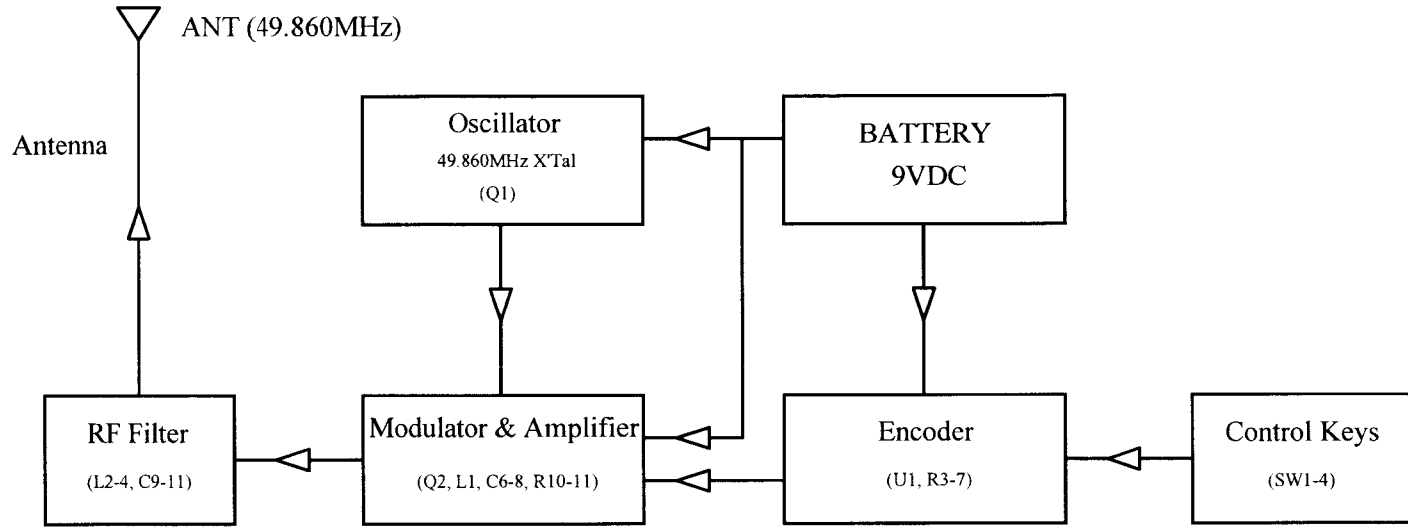 ANT (49.860MHz)
Antenna
Oscillator
49.860MHz X'Tal
(Q1)
BATTERY
9VDC
RF Filter
(L2-4, C9-11)
Modulator & Amplifier
(Q2, L1, C6-8, R10-11)
Encoder
(U1, R3-7)
Control Keys
(SW1-4)